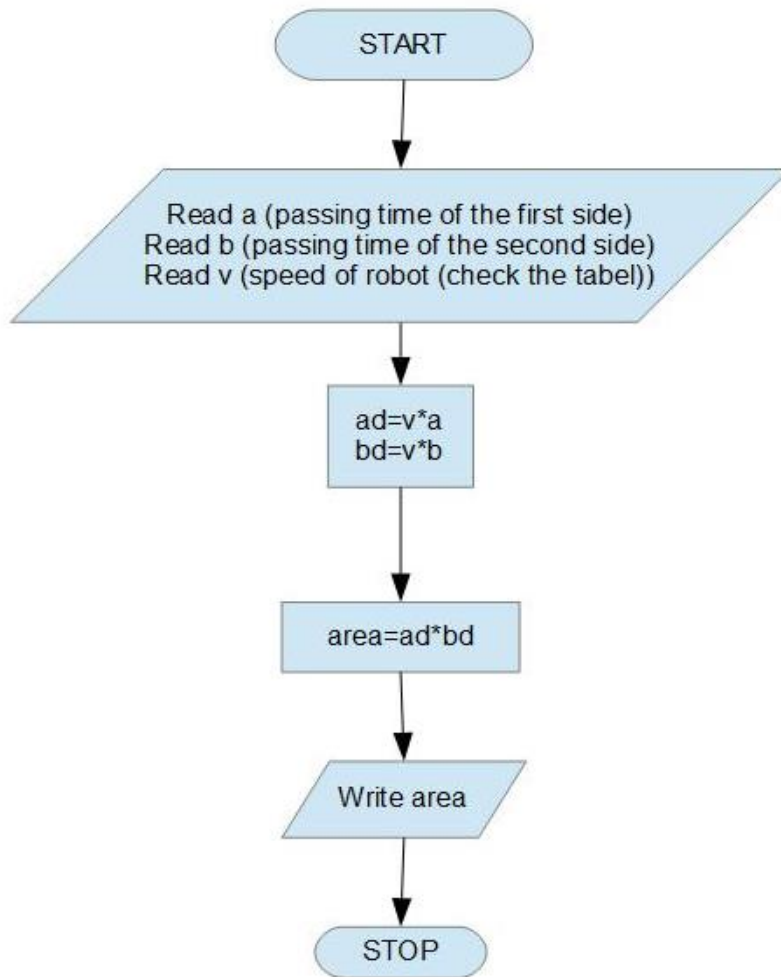 START
Read a (passing time of the first side)
Read b (passing time of the second side)
Read v (speed of robot (check the tabel))
ad=v*a
bd=v*b
area=ad*bd
Write area
STOP